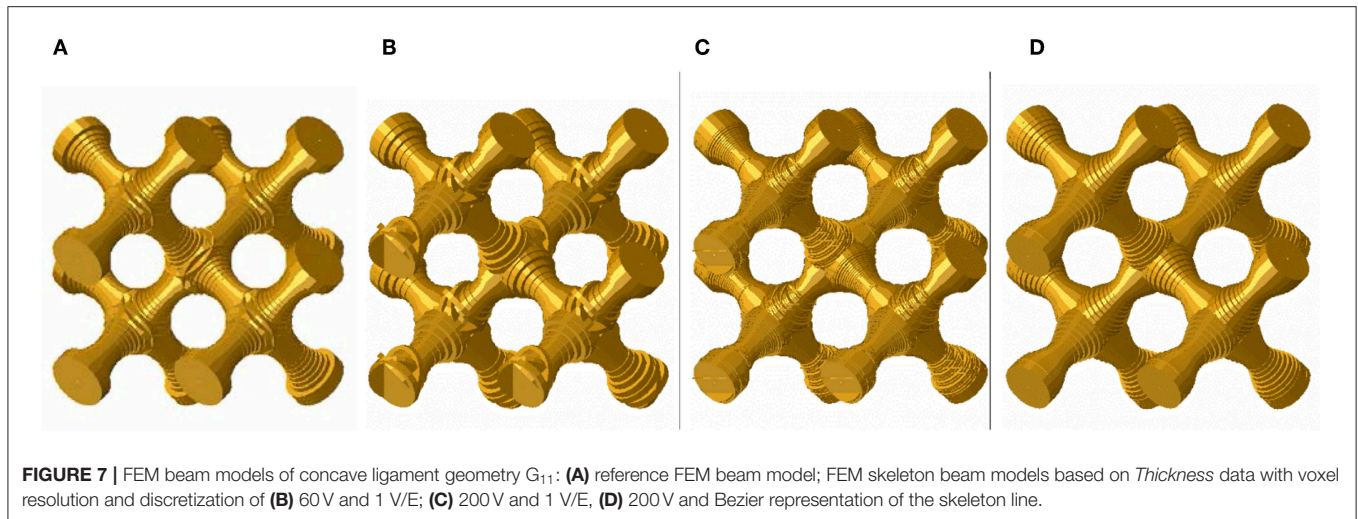 A B C D
FIGURE 7 | FEM beam models of concave ligament geometry G₁₁: (A) reference FEM beam model; FEM skeleton beam models based on Thickness data with voxel
resolution and discretization of (B) 60 V and 1 V/E; (C) 200 V and 1 V/E, (D) 200 V and Bezier representation of the skeleton line.